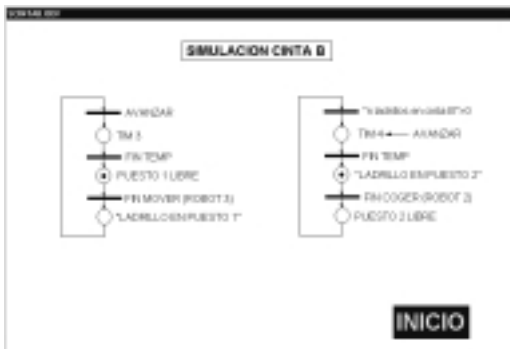 SIMULACION CINTA B
AVANZAR
TIM 3
FIN TEMP
PUESTO 1 LIBRE
FIN MOVER (ROBOT 3)
"LADRILLO EN PUESTO 1"
TIM 4 AVANZAR
FIN TEMP
"LADRILLO EN PUESTO 2"
FIN COGER (ROBOT 2)
PUESTO 2 LIBRE
INICIO